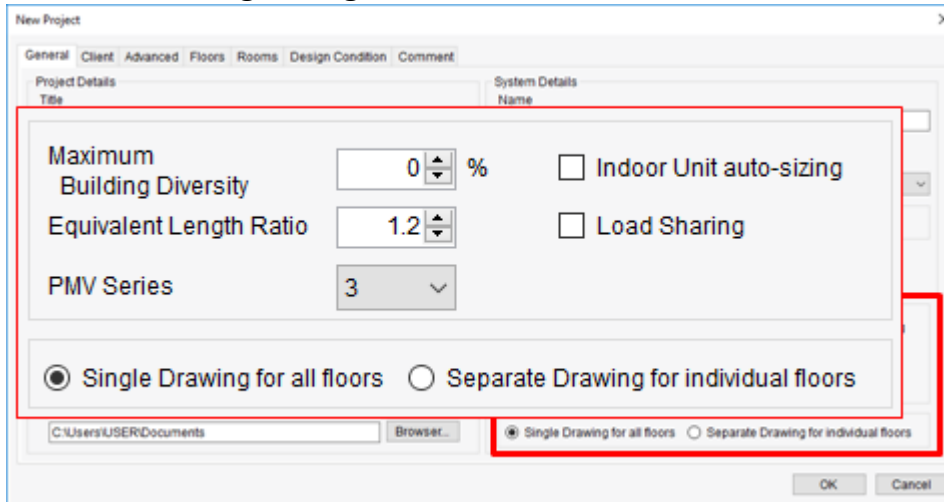 New Project
General Client Advanced Floors Rooms Design Condition Comment
Project Details
Title
System Details
Name
Maximum
Building Diversity
0 %
Indoor Unit auto-sizing
Equivalent Length Ratio
1.2
Load Sharing
PMV Series
3
Single Drawing for all floors Separate Drawing for individual floors
C:\Users\USER\Documents
Browser...
Single Drawing for all floors Separate Drawing for individual floors
OK Cancel